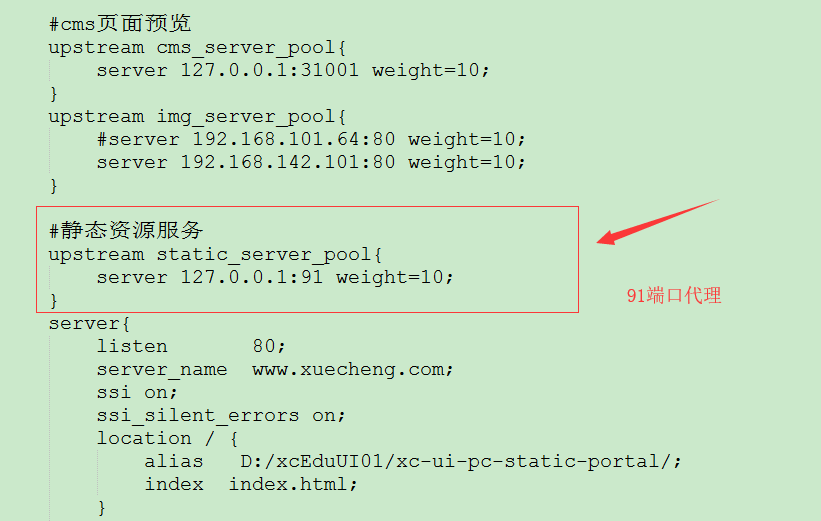 #cms页面预览
upstream cms_server_pool{
    server 127.0.0.1:31001 weight=10;
}
upstream img_server_pool{
    #server 192.168.101.64:80 weight=10;
    server 192.168.142.101:80 weight=10;
}
#静态资源服务
upstream static_server_pool{
    server 127.0.0.1:91 weight=10;
}
91端口代理
server{
    listen       80;
    server_name  www.xuecheng.com;
    ssi on;
    ssi_silent_errors on;
    location / {
        alias   D:/xcEduUI01/xc-ui-pc-static-portal/;
        index  index.html;
    }